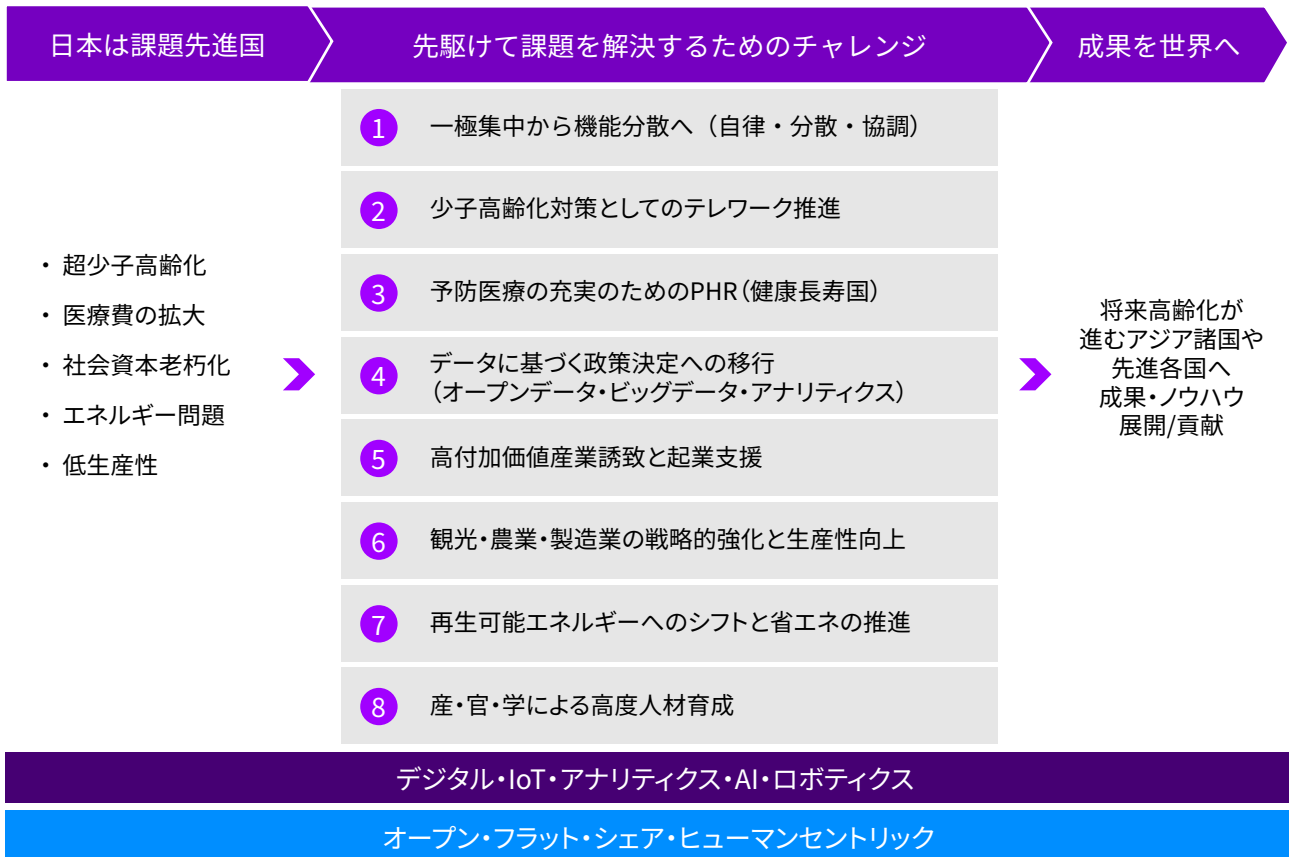 日本は課題先進国
先駆けて課題を解決するためのチャレンジ
成果を世界へ
・ 超少子高齢化
・ 医療費の拡大
・ 社会資本老朽化
・ エネルギー問題
・ 低生産性
1 一極集中から機能分散へ（自律・分散・協調）
2 少子高齢化対策としてのテレワーク推進
3 予防医療の充実のためのPHR（健康長寿国）
4 データに基づく政策決定への移行
（オープンデータ・ビッグデータ・アナリティクス）
5 高付加価値産業誘致と起業支援
6 観光・農業・製造業の戦略的強化と生産性向上
7 再生可能エネルギーへのシフトと省エネの推進
8 産・官・学による高度人材育成
将来高齢化が
進むアジア諸国や
先進各国へ
成果・ノウハウ
展開/貢献
デジタル・IoT・アナリティクス・AI・ロボティクス
オープン・フラット・シェア・ヒューマンセントリック